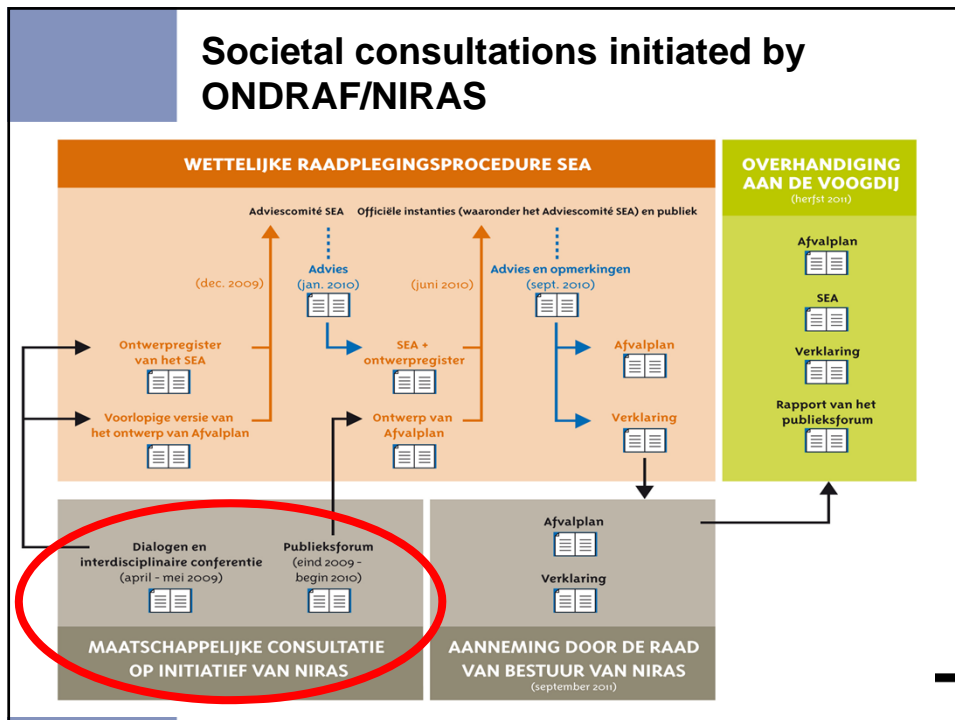 Societal consultations initiated by
ONDRAF/NIRAS
WETTELIJKE RAADPLEGINGSPROCEDURE SEA
Adviescomité SEA
Officiële instanties (waaronder het Adviescomité SEA) en publiek
(dec. 2009)
Advies
(jan. 2010)
(juni 2010)
Advies en opmerkingen
(sept. 2010)
Ontwerpregister
van het SEA
SEA +
ontwerpregister
Afvalplan
Voorlopige versie van
het ontwerp van Afvalplan
Ontwerp van
Afvalplan
Verklaring
OVERHANDIGING
AAN DE VOOGDIJ
(herfst 2011)
Afvalplan
SEA
Verklaring
Rapport van het
publieksforum
Dialogen en
interdisciplinaire conferentie
(april - mei 2009)
Publieksforum
(eind 2009 -
begin 2010)
MAATSCHAPPELIJKE CONSULTATIE
OP INITIATIEF VAN NIRAS
Afvalplan
Verklaring
AANNEMING DOOR DE RAAD
VAN BESTUUR VAN NIRAS
(september 2011)